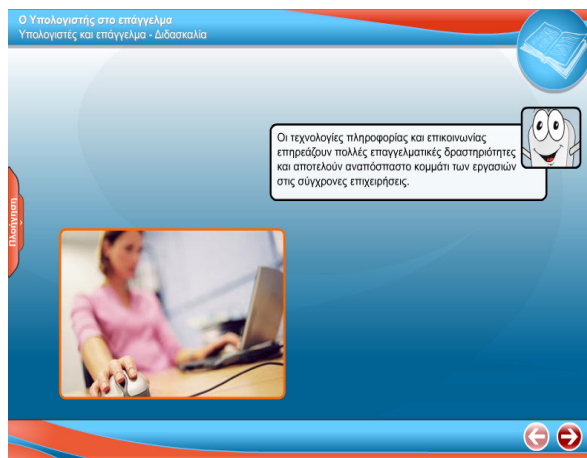 Ο Υπολογιστής στο επάγγελμα
Υπολογιστές και επάγγελμα - Διδασκαλία
Οι τεχνολογίες πληροφορίας και επικοινωνίας
επηρεάζουν πολλές επαγγελματικές δραστηριότητες
και αποτελούν αναπόσπαστο κομμάτι των εργασιών
στις σύγχρονες επιχειρήσεις.
Πλοήγηση